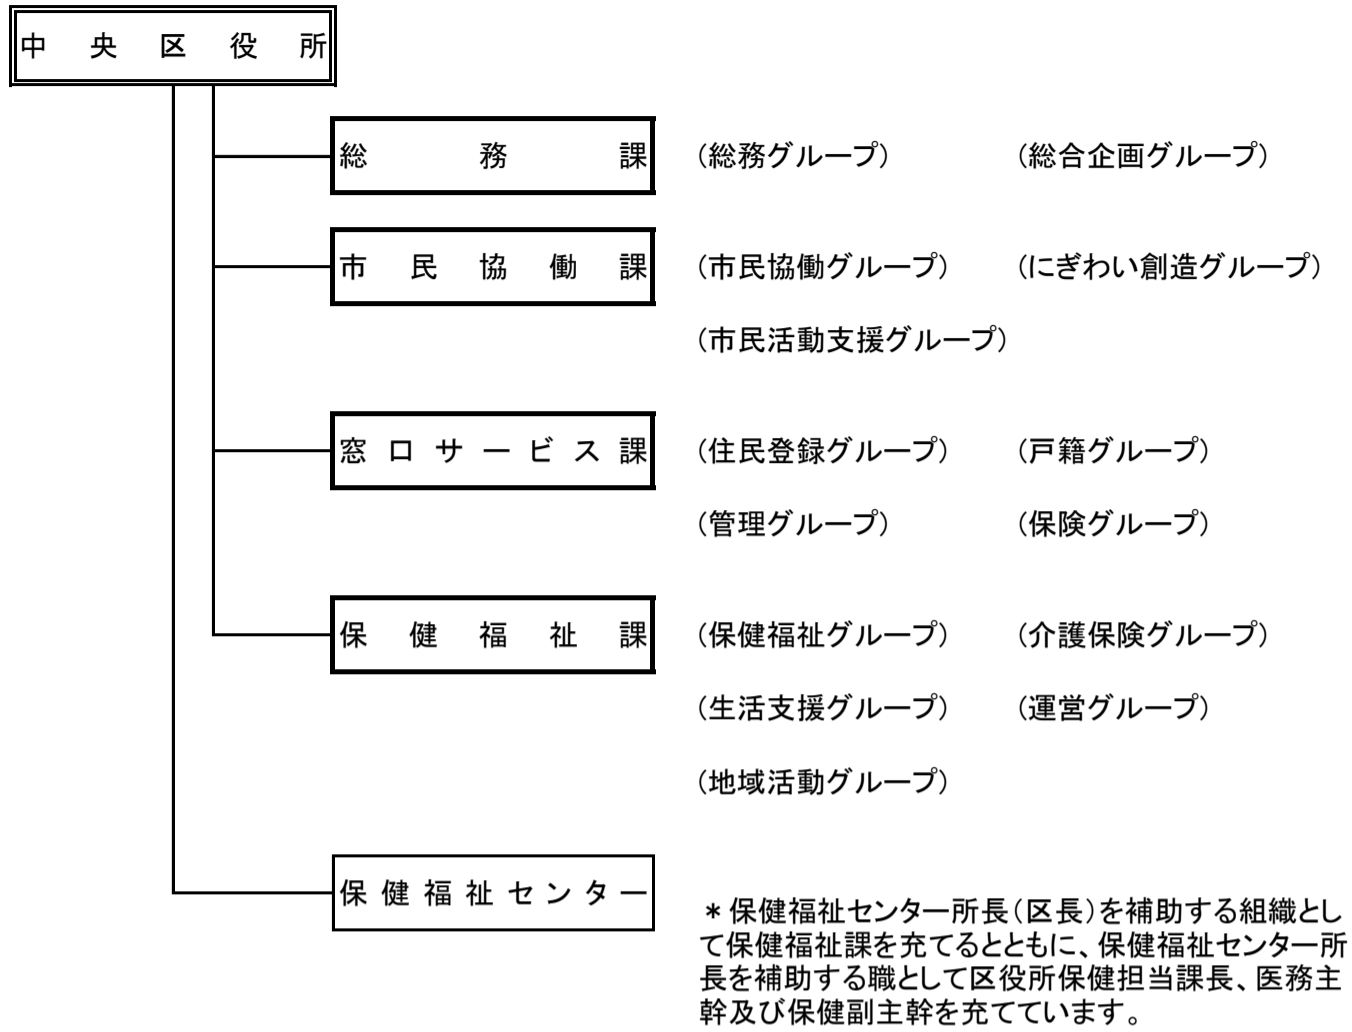 中央区役所
総務課 (総務グループ) (総合企画グループ)
市民協働課 (市民協働グループ) (にぎわい創造グループ)
(市民活動支援グループ)
窓口サービス課 (住民登録グループ) (戸籍グループ)
(管理グループ) (保険グループ)
保健福祉課 (保健福祉グループ) (介護保険グループ)
(生活支援グループ) (運営グループ)
(地域活動グループ)
保健福祉センター
＊保健福祉センター所長(区長)を補助する組織とし
て保健福祉課を充てるとともに、保健福祉センター所
長を補助する職として区役所保健担当課長、医務主
幹及び保健副主幹を充てています。